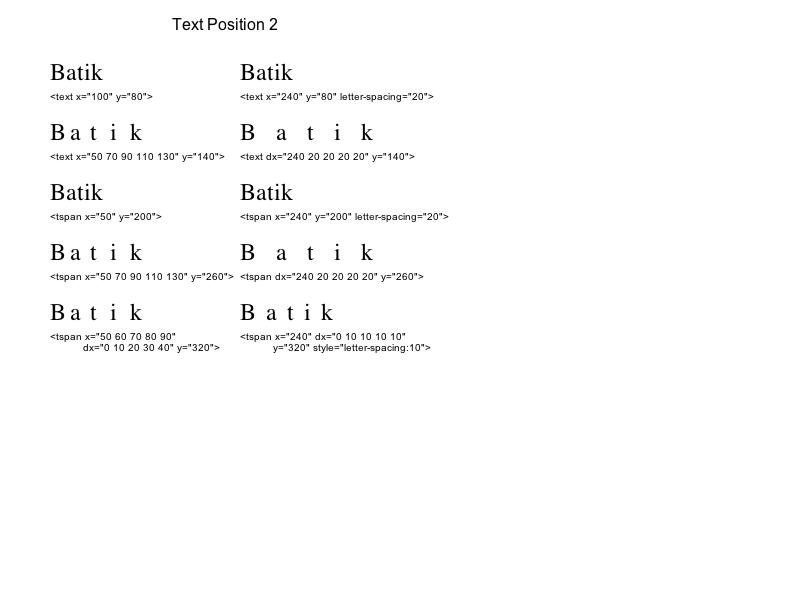 Text Position 2
Batik
<text x="100" y="80">
Batik
<text x="240" y="80" letter-spacing="20">
B a t i k
<text x="50 70 90 110 130" y="140">
B a t i k
<text dx="240 20 20 20 20" y="140">
Batik
<tspan x="50" y="200">
Batik
<tspan x="240" y="200" letter-spacing="20">
B a t i k
<tspan x="50 70 90 110 130" y="260">
B a t i k
<tspan dx="240 20 20 20 20" y="260">
B a t i k
<tspan x="50 60 70 80 90"
dx="0 10 20 30 40" y="320">
B a t i k
<tspan x="240" dx="0 10 10 10 10"
y="320" style="letter-spacing:10">